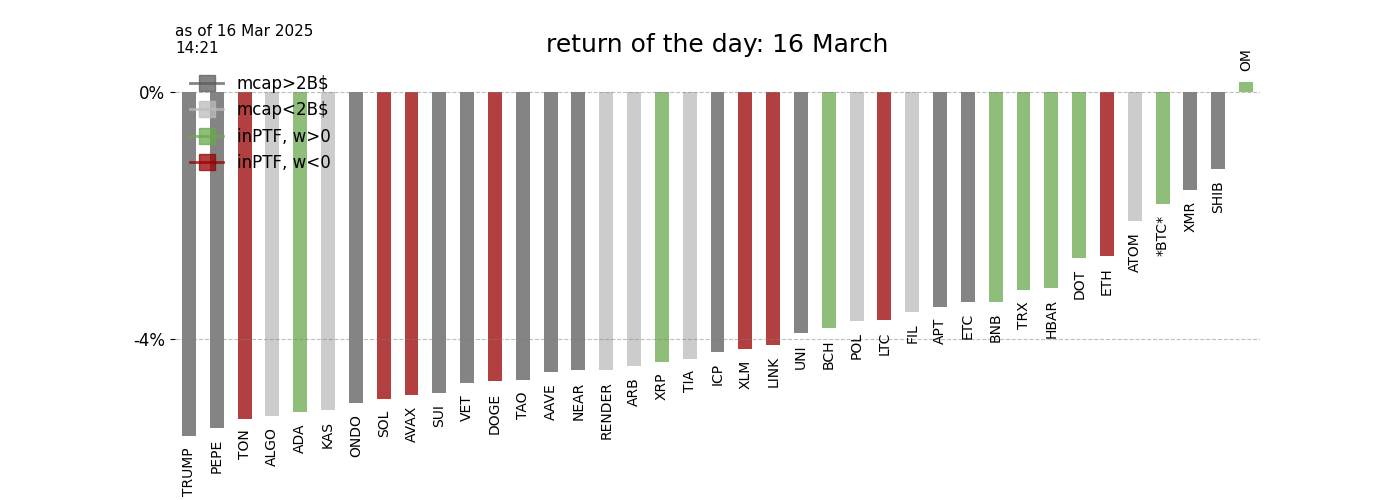 as of 16 Mar 2025
14:21
return of the day: 16 March
mcap>2B$
mcap<2B$
inPTF, w>0
inPTF, w<0
0%
-4%
TRUMP
PEPE
TON
ALGO
ADA
KAS
ONDO
SOL
AVAX
SUI
VET
DOGE
TAO
AAVE
NEAR
RENDER
ARB
XRP
TIA
ICP
XLM
LINK
UNI
BCH
POL
LTC
FIL
APT
ETC
BNB
TRX
HBAR
DOT
ETH
ATOM
*BTC*
XMR
SHIB
OM